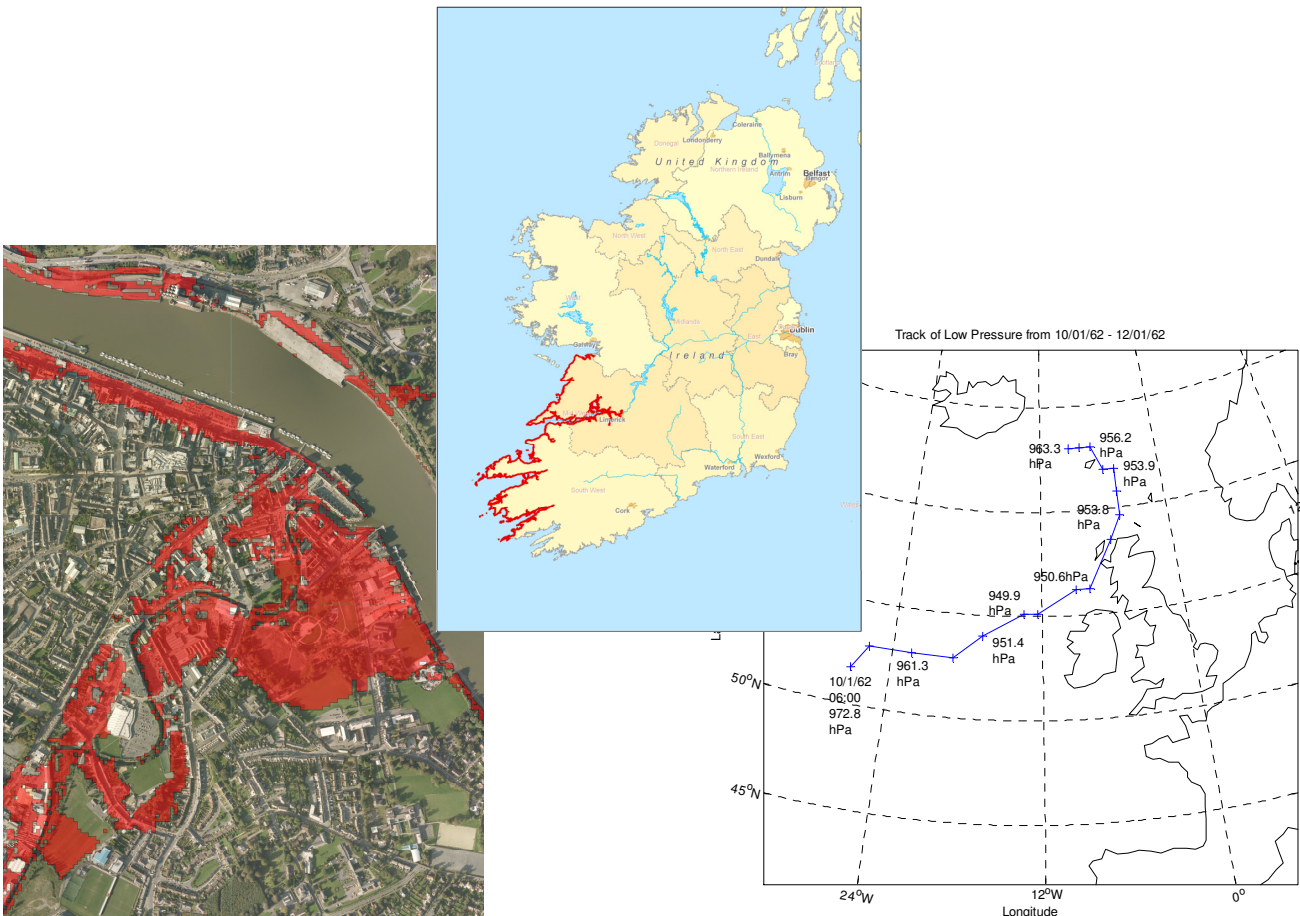 Scotland
Coleraine
Londonderry
Donegal
Ballymena
United Kingdom
Northern Ireland
Antrim
Belfast
Bangor
Lisburn
North West
North East
Dundalk
West
Midlands
Dublin
East
Galway
Ireland
Bray
Limerick
South East
Wexford
Waterford
South West
Cork
Track of Low Pressure from 10/01/62 - 12/01/62
963.3
hPa
956.2
hPa
953.9
hPa
953.8
hPa
950.6hPa
949.9
hPa
951.4
hPa
961.3
hPa
10/1/62
06:00
972.8
hPa
50°N
45°N
24°W
12°W
0°
Longitude